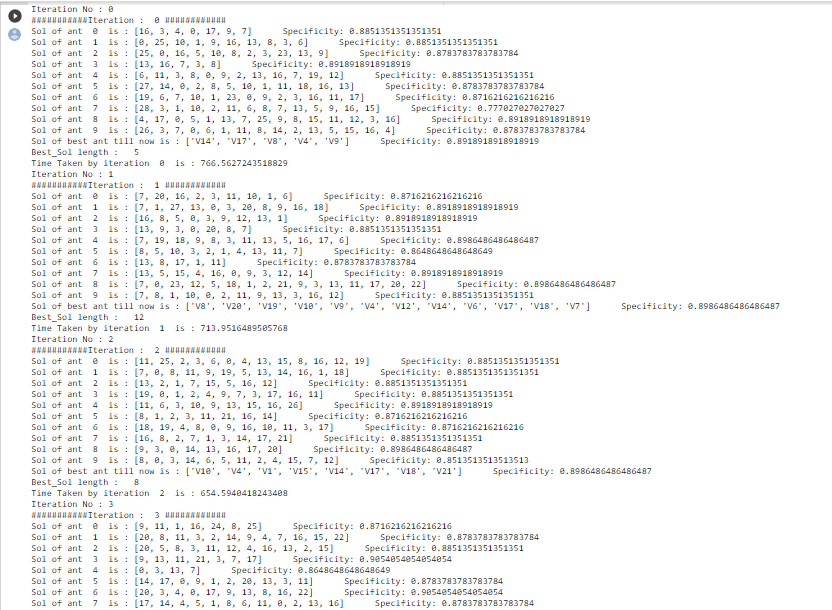 Iteration No : 0
###########Iteration :  0 ############
Sol of ant  0  is : [16, 3, 4, 0, 17, 9, 7]      Specificity: 0.8851351351351351
Sol of ant  1  is : [0, 25, 10, 1, 9, 16, 13, 8, 3, 6]      Specificity: 0.8851351351351351
Sol of ant  2  is : [25, 0, 16, 5, 10, 8, 2, 3, 23, 13, 9]      Specificity: 0.8783783783783784
Sol of ant  3  is : [13, 16, 7, 3, 8]      Specificity: 0.8918918918918919
Sol of ant  4  is : [6, 11, 3, 8, 0, 9, 2, 13, 16, 7, 19, 12]      Specificity: 0.8851351351351351
Sol of ant  5  is : [27, 14, 0, 2, 8, 5, 10, 1, 11, 18, 16, 13]      Specificity: 0.8783783783783784
Sol of ant  6  is : [19, 6, 7, 10, 1, 23, 0, 9, 2, 3, 16, 11, 17]      Specificity: 0.8716216216216216
Sol of ant  7  is : [28, 3, 1, 10, 2, 11, 6, 8, 7, 13, 5, 9, 16, 15]      Specificity: 0.777027027027027
Sol of ant  8  is : [4, 17, 0, 5, 1, 13, 7, 25, 9, 8, 15, 11, 12, 3, 16]      Specificity: 0.8918918918918919
Sol of ant  9  is : [26, 3, 7, 0, 6, 1, 11, 8, 14, 2, 13, 5, 15, 16, 4]      Specificity: 0.8783783783783784
Sol of best ant till now is : ['V14', 'V17', 'V8', 'V4', 'V9']      Specificity: 0.8918918918918919
Best_Sol length :   5
Time Taken by iteration  0  is : 766.5627243518829
Iteration No : 1
###########Iteration :  1 ############
Sol of ant  0  is : [7, 20, 16, 2, 3, 11, 10, 1, 6]      Specificity: 0.8716216216216216
Sol of ant  1  is : [7, 1, 27, 13, 0, 3, 20, 8, 9, 16, 18]      Specificity: 0.8918918918918919
Sol of ant  2  is : [16, 8, 5, 0, 3, 9, 12, 13, 1]      Specificity: 0.8918918918918919
Sol of ant  3  is : [13, 9, 3, 0, 20, 8, 7]      Specificity: 0.8851351351351351
Sol of ant  4  is : [7, 19, 18, 9, 8, 3, 11, 13, 5, 16, 17, 6]      Specificity: 0.8986486486486487
Sol of ant  5  is : [8, 5, 10, 3, 2, 1, 4, 13, 11, 7]      Specificity: 0.8648648648648649
Sol of ant  6  is : [13, 8, 17, 1, 11]      Specificity: 0.8783783783783784
Sol of ant  7  is : [13, 5, 15, 4, 16, 0, 9, 3, 12, 14]      Specificity: 0.8918918918918919
Sol of ant  8  is : [7, 0, 23, 12, 5, 18, 1, 2, 21, 9, 3, 13, 11, 17, 20, 22]      Specificity: 0.8986486486486487
Sol of ant  9  is : [7, 8, 1, 10, 0, 2, 11, 9, 13, 3, 16, 12]      Specificity: 0.8851351351351351
Sol of best ant till now is : ['V8', 'V20', 'V19', 'V10', 'V9', 'V4', 'V12', 'V14', 'V6', 'V17', 'V18', 'V7']      Specificity: 0.8986486486486487
Best_Sol length :   12
Time Taken by iteration  1  is : 713.9516489505768
Iteration No : 2
###########Iteration :  2 ############
Sol of ant  0  is : [11, 25, 2, 3, 6, 0, 4, 13, 15, 8, 16, 12, 19]      Specificity: 0.8851351351351351
Sol of ant  1  is : [7, 0, 8, 11, 9, 19, 5, 13, 14, 16, 1, 18]      Specificity: 0.8851351351351351
Sol of ant  2  is : [13, 2, 1, 7, 15, 5, 16, 12]      Specificity: 0.8851351351351351
Sol of ant  3  is : [19, 0, 1, 2, 4, 9, 7, 3, 17, 16, 11]      Specificity: 0.8851351351351351
Sol of ant  4  is : [11, 6, 3, 10, 9, 13, 15, 16, 26]      Specificity: 0.8918918918918919
Sol of ant  5  is : [8, 1, 2, 3, 11, 21, 16, 14]      Specificity: 0.8716216216216216
Sol of ant  6  is : [18, 19, 4, 8, 0, 9, 16, 10, 11, 3, 17]      Specificity: 0.8716216216216216
Sol of ant  7  is : [16, 8, 2, 7, 1, 3, 14, 17, 21]      Specificity: 0.8851351351351351
Sol of ant  8  is : [9, 3, 0, 14, 13, 16, 17, 20]      Specificity: 0.8986486486486487
Sol of ant  9  is : [8, 0, 3, 14, 6, 5, 11, 2, 4, 15, 7, 12]      Specificity: 0.8513513513513513
Sol of best ant till now is : ['V10', 'V4', 'V1', 'V15', 'V14', 'V17', 'V18', 'V21']      Specificity: 0.8986486486486487
Best_Sol length :   8
Time Taken by iteration  2  is : 654.5940418243408
Iteration No : 3
###########Iteration :  3 ############
Sol of ant  0  is : [9, 11, 1, 16, 24, 8, 25]      Specificity: 0.8716216216216216
Sol of ant  1  is : [20, 8, 11, 3, 2, 14, 9, 4, 7, 16, 15, 22]      Specificity: 0.8783783783783784
Sol of ant  2  is : [20, 5, 8, 3, 11, 12, 4, 16, 13, 2, 15]      Specificity: 0.8851351351351351
Sol of ant  3  is : [9, 13, 11, 21, 3, 7, 17]      Specificity: 0.9054054054054054
Sol of ant  4  is : [0, 3, 13, 7]      Specificity: 0.8648648648648649
Sol of ant  5  is : [14, 17, 0, 9, 1, 2, 20, 13, 3, 11]      Specificity: 0.8783783783783784
Sol of ant  6  is : [20, 3, 4, 0, 17, 9, 13, 8, 16, 22]      Specificity: 0.9054054054054054
Sol of ant  7  is : [17, 14, 4, 5, 1, 8, 6, 11, 0, 2, 13, 16]      Specificity: 0.8783783783783784